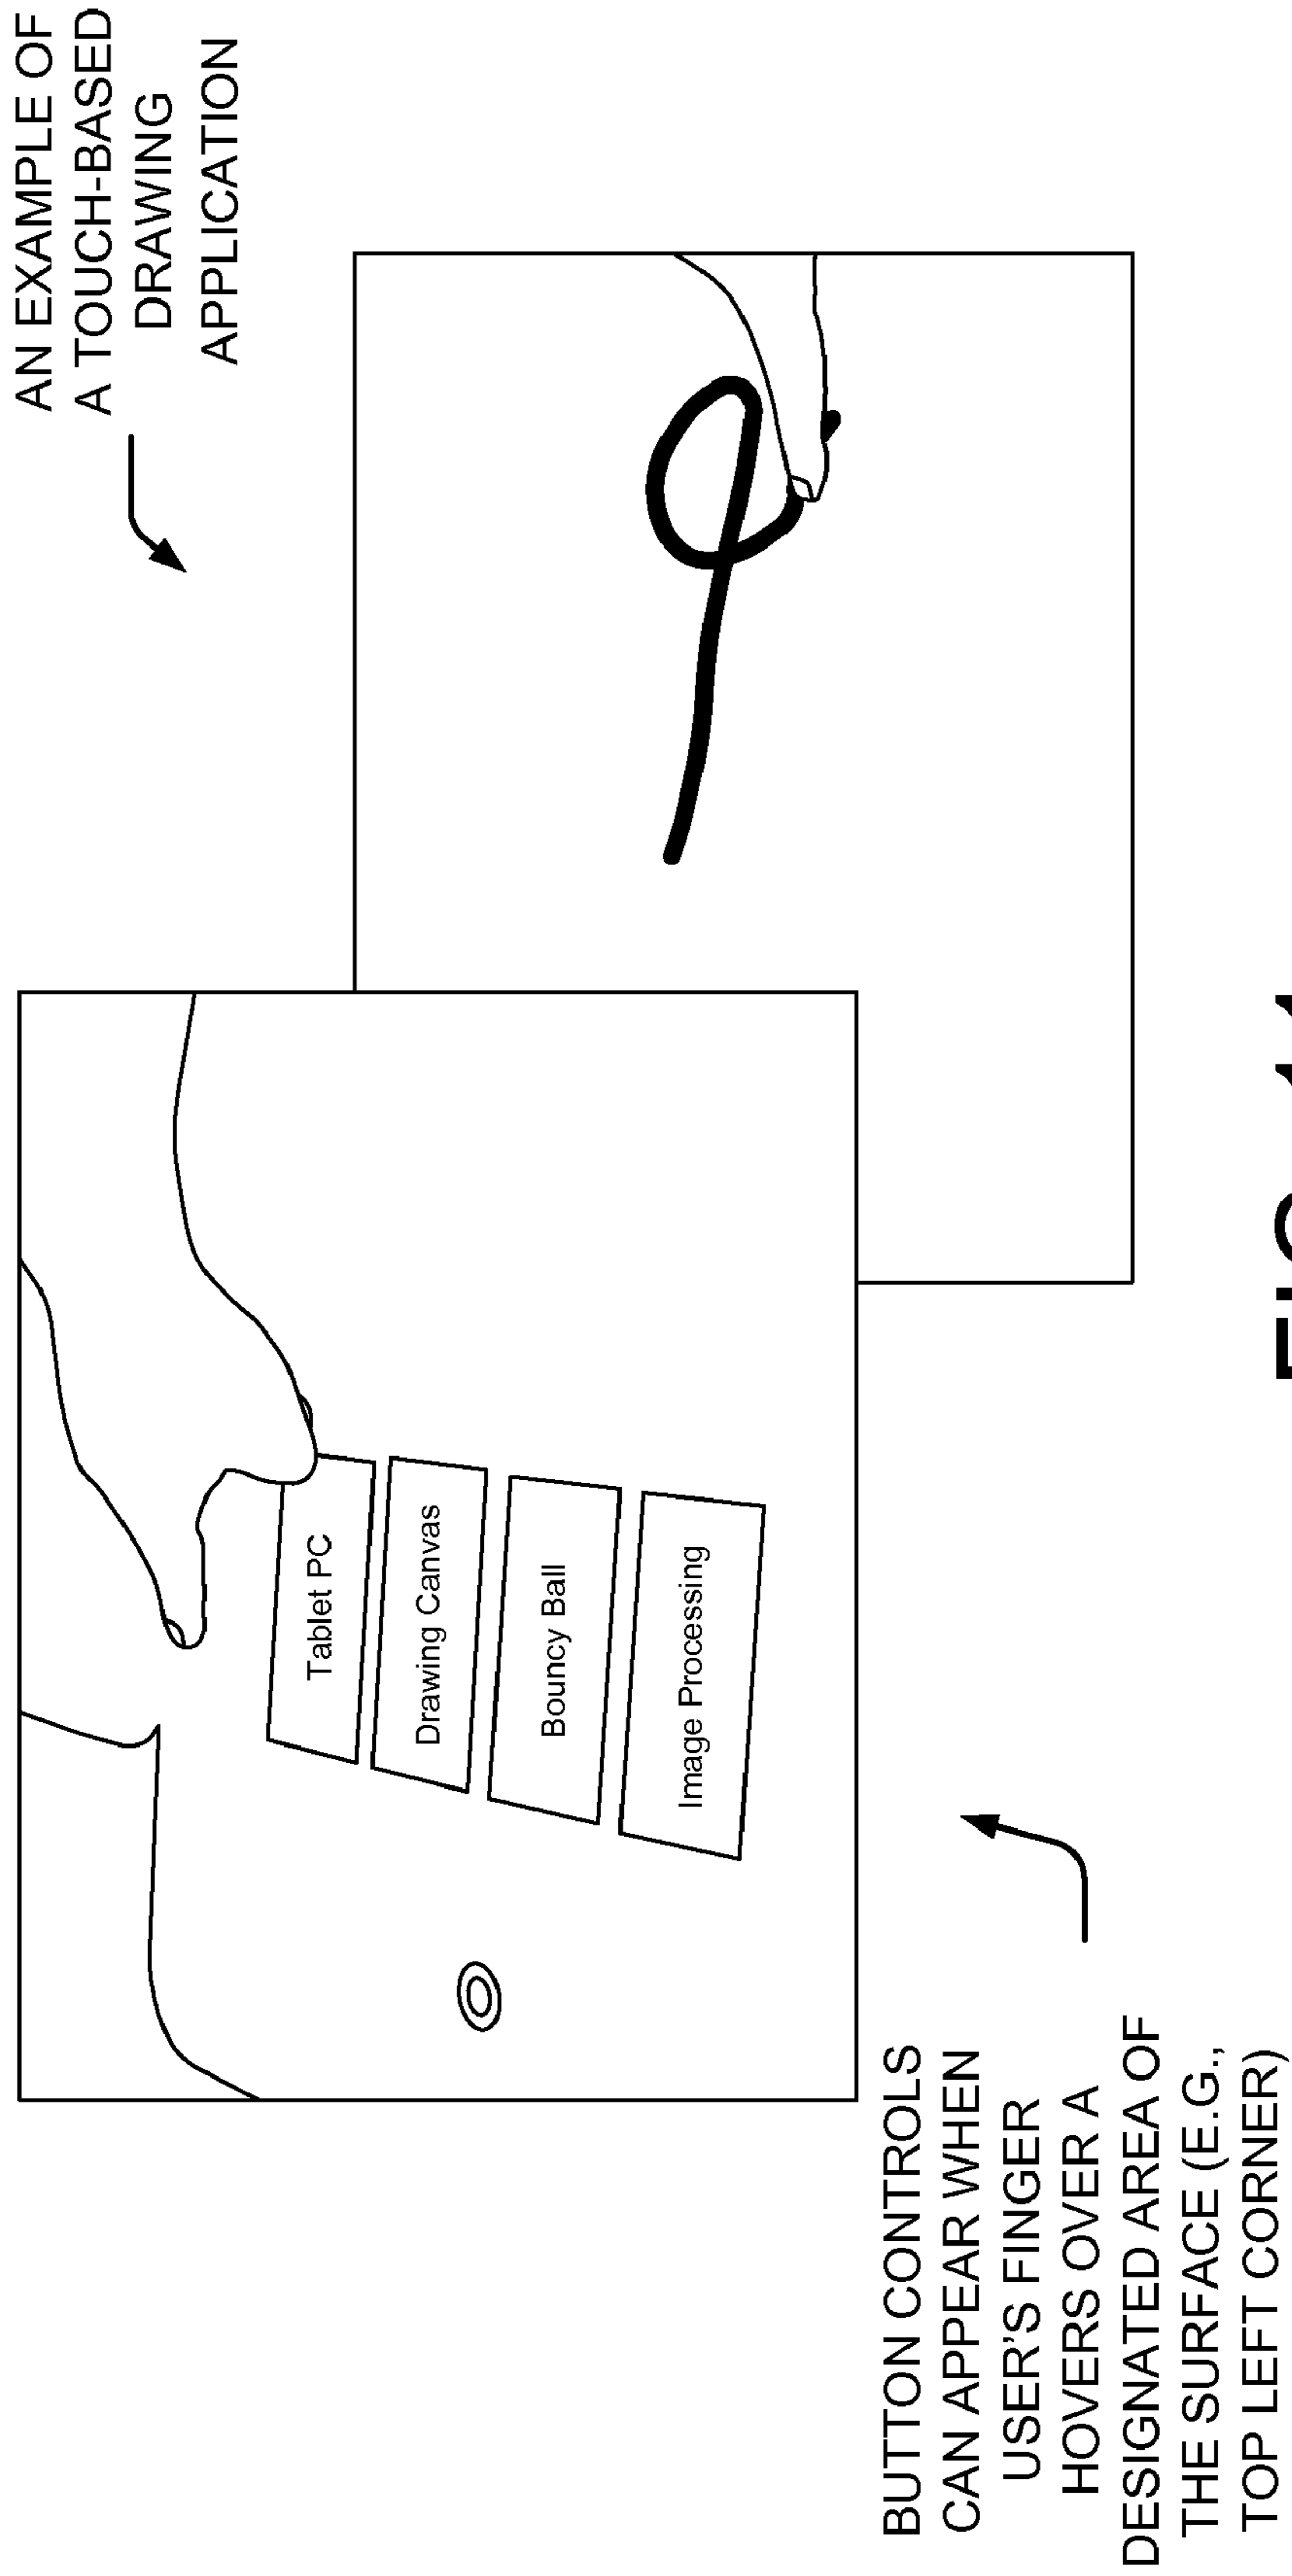 AN EXAMPLE OF
A TOUCH-BASED
DRAWING
APPLICATION
Tablet PC
Drawing Canvas
Bouncy Ball
Image Processing
BUTTON CONTROLS
CAN APPEAR WHEN
USER'S FINGER
HOVERS OVER A
DESIGNATED AREA OF
THE SURFACE (E.G.,
TOP LEFT CORNER)